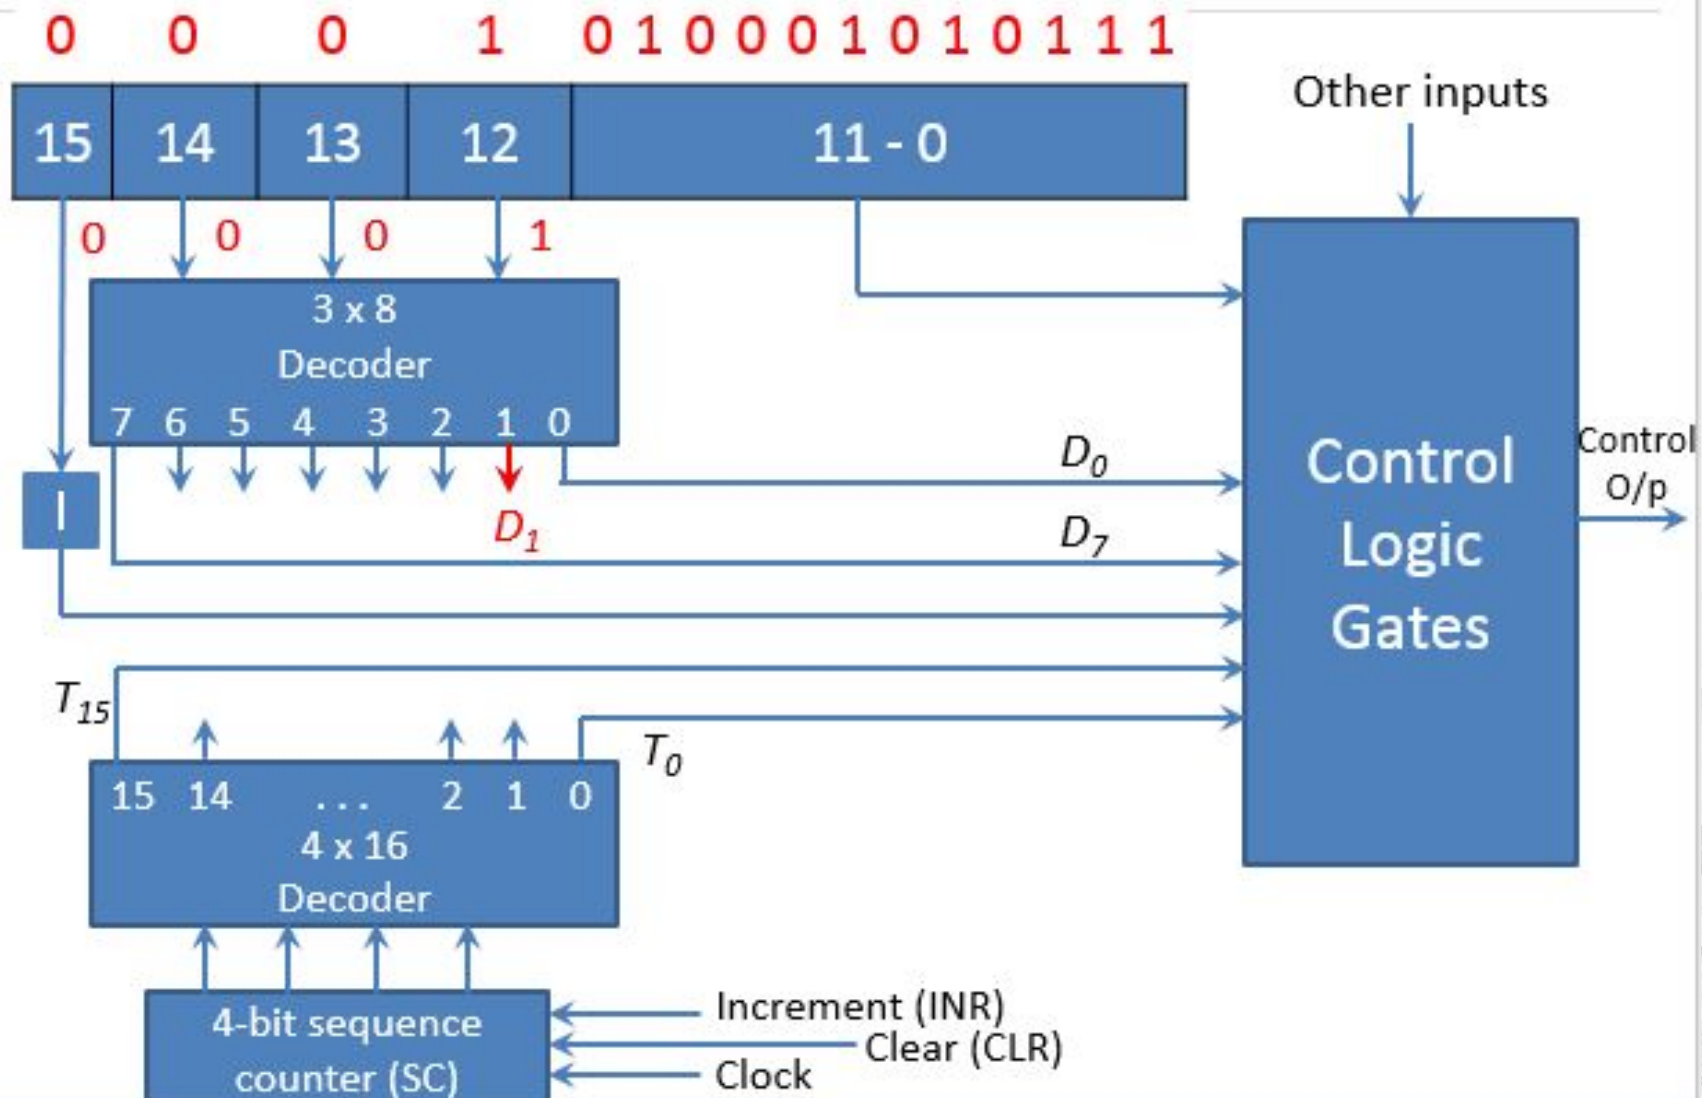 0 0 0 1 0 1 0 0 0 1 0 1 0 1 1 1
15 14 13 12 11 - 0
Other inputs
0 0 0 1
3 x 8
Decoder
7 6 5 4 3 2 1 0
I
D1
D0
D7
Control
Logic
Gates
Control
O/p
T15
T0
15 14 ... 2 1 0
4 x 16
Decoder
4-bit sequence
counter (SC)
Increment (INR)
Clear (CLR)
Clock